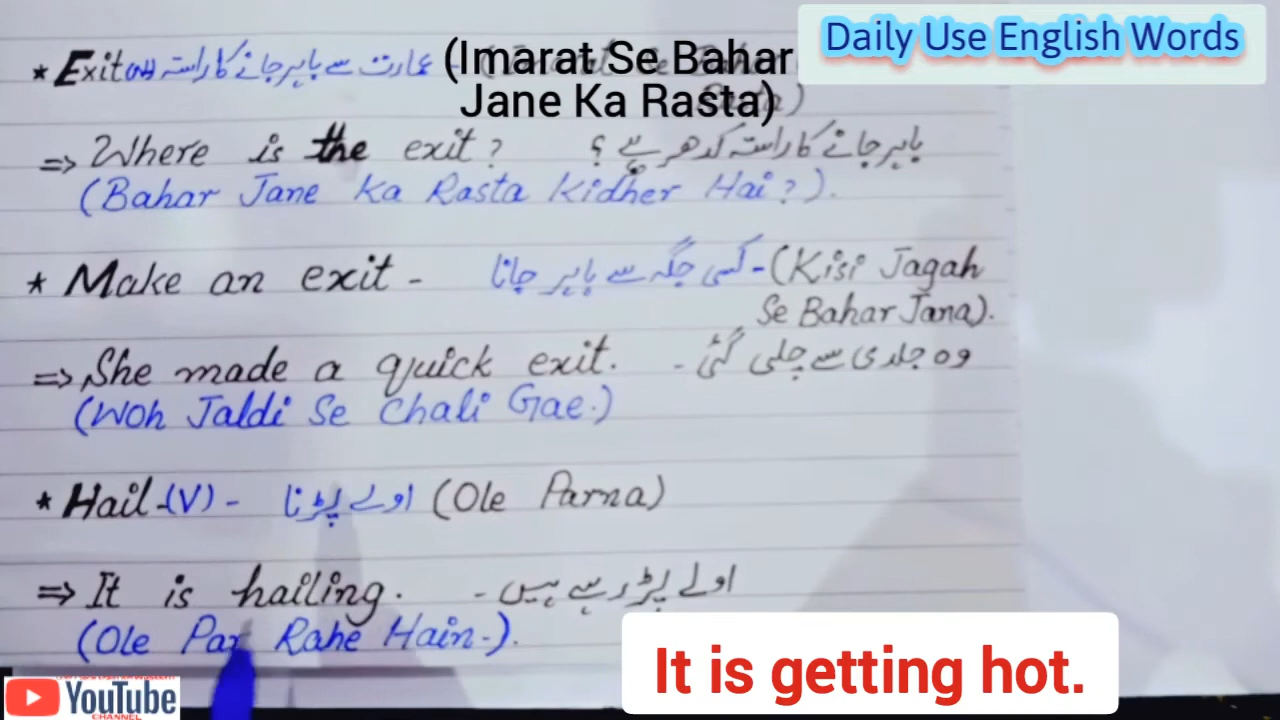 Daily Use English Words
* Exit (n) عمارت سے باہر جانے کا راستہ (Imarat Se Bahar
Jane Ka Rasta)
⇒ Where is the exit? باہر جانے کا راستہ کدھر ہے؟
(Bahar Jane Ka Rasta Kidher Hai?).
* Make an exit - کسی جگہ سے باہر جانا - (Kisi Jagah
Se Bahar Jana).
⇒ She made a quick exit. وہ جلدی سے چلی گئی -
(Woh Jaldi Se Chali Gae.)
* Hail -(V) - اولے پڑنا (Ole Parna)
⇒ It is hailing. اولے پڑ رہے ہیں -
(Ole Par Rahe Hain-).
It is getting hot.
YouTube
CHANNEL